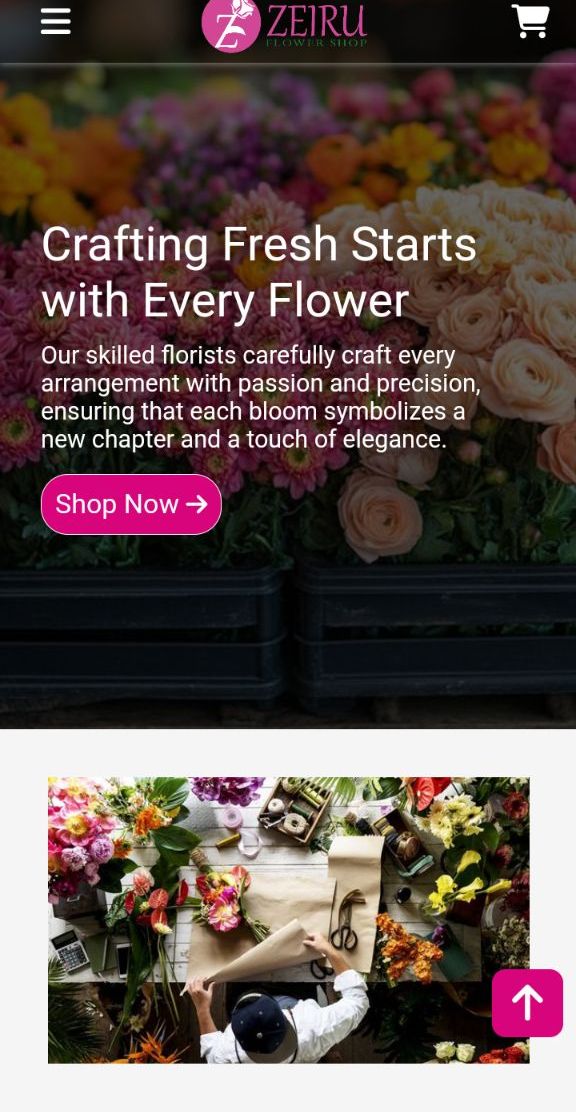 Z ZEIRU
FLOWER SHOP
Crafting Fresh Starts
with Every Flower
Our skilled florists carefully craft every
arrangement with passion and precision,
ensuring that each bloom symbolizes a
new chapter and a touch of elegance.
Shop Now →